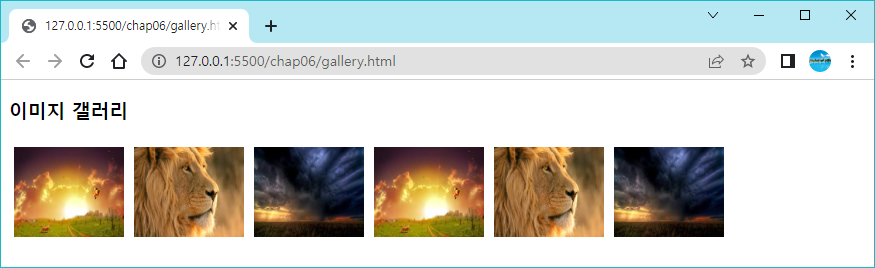 127.0.0.1:5500/chap06/gallery.ht
127.0.0.1:5500/chap06/gallery.html
이미지 갤러리